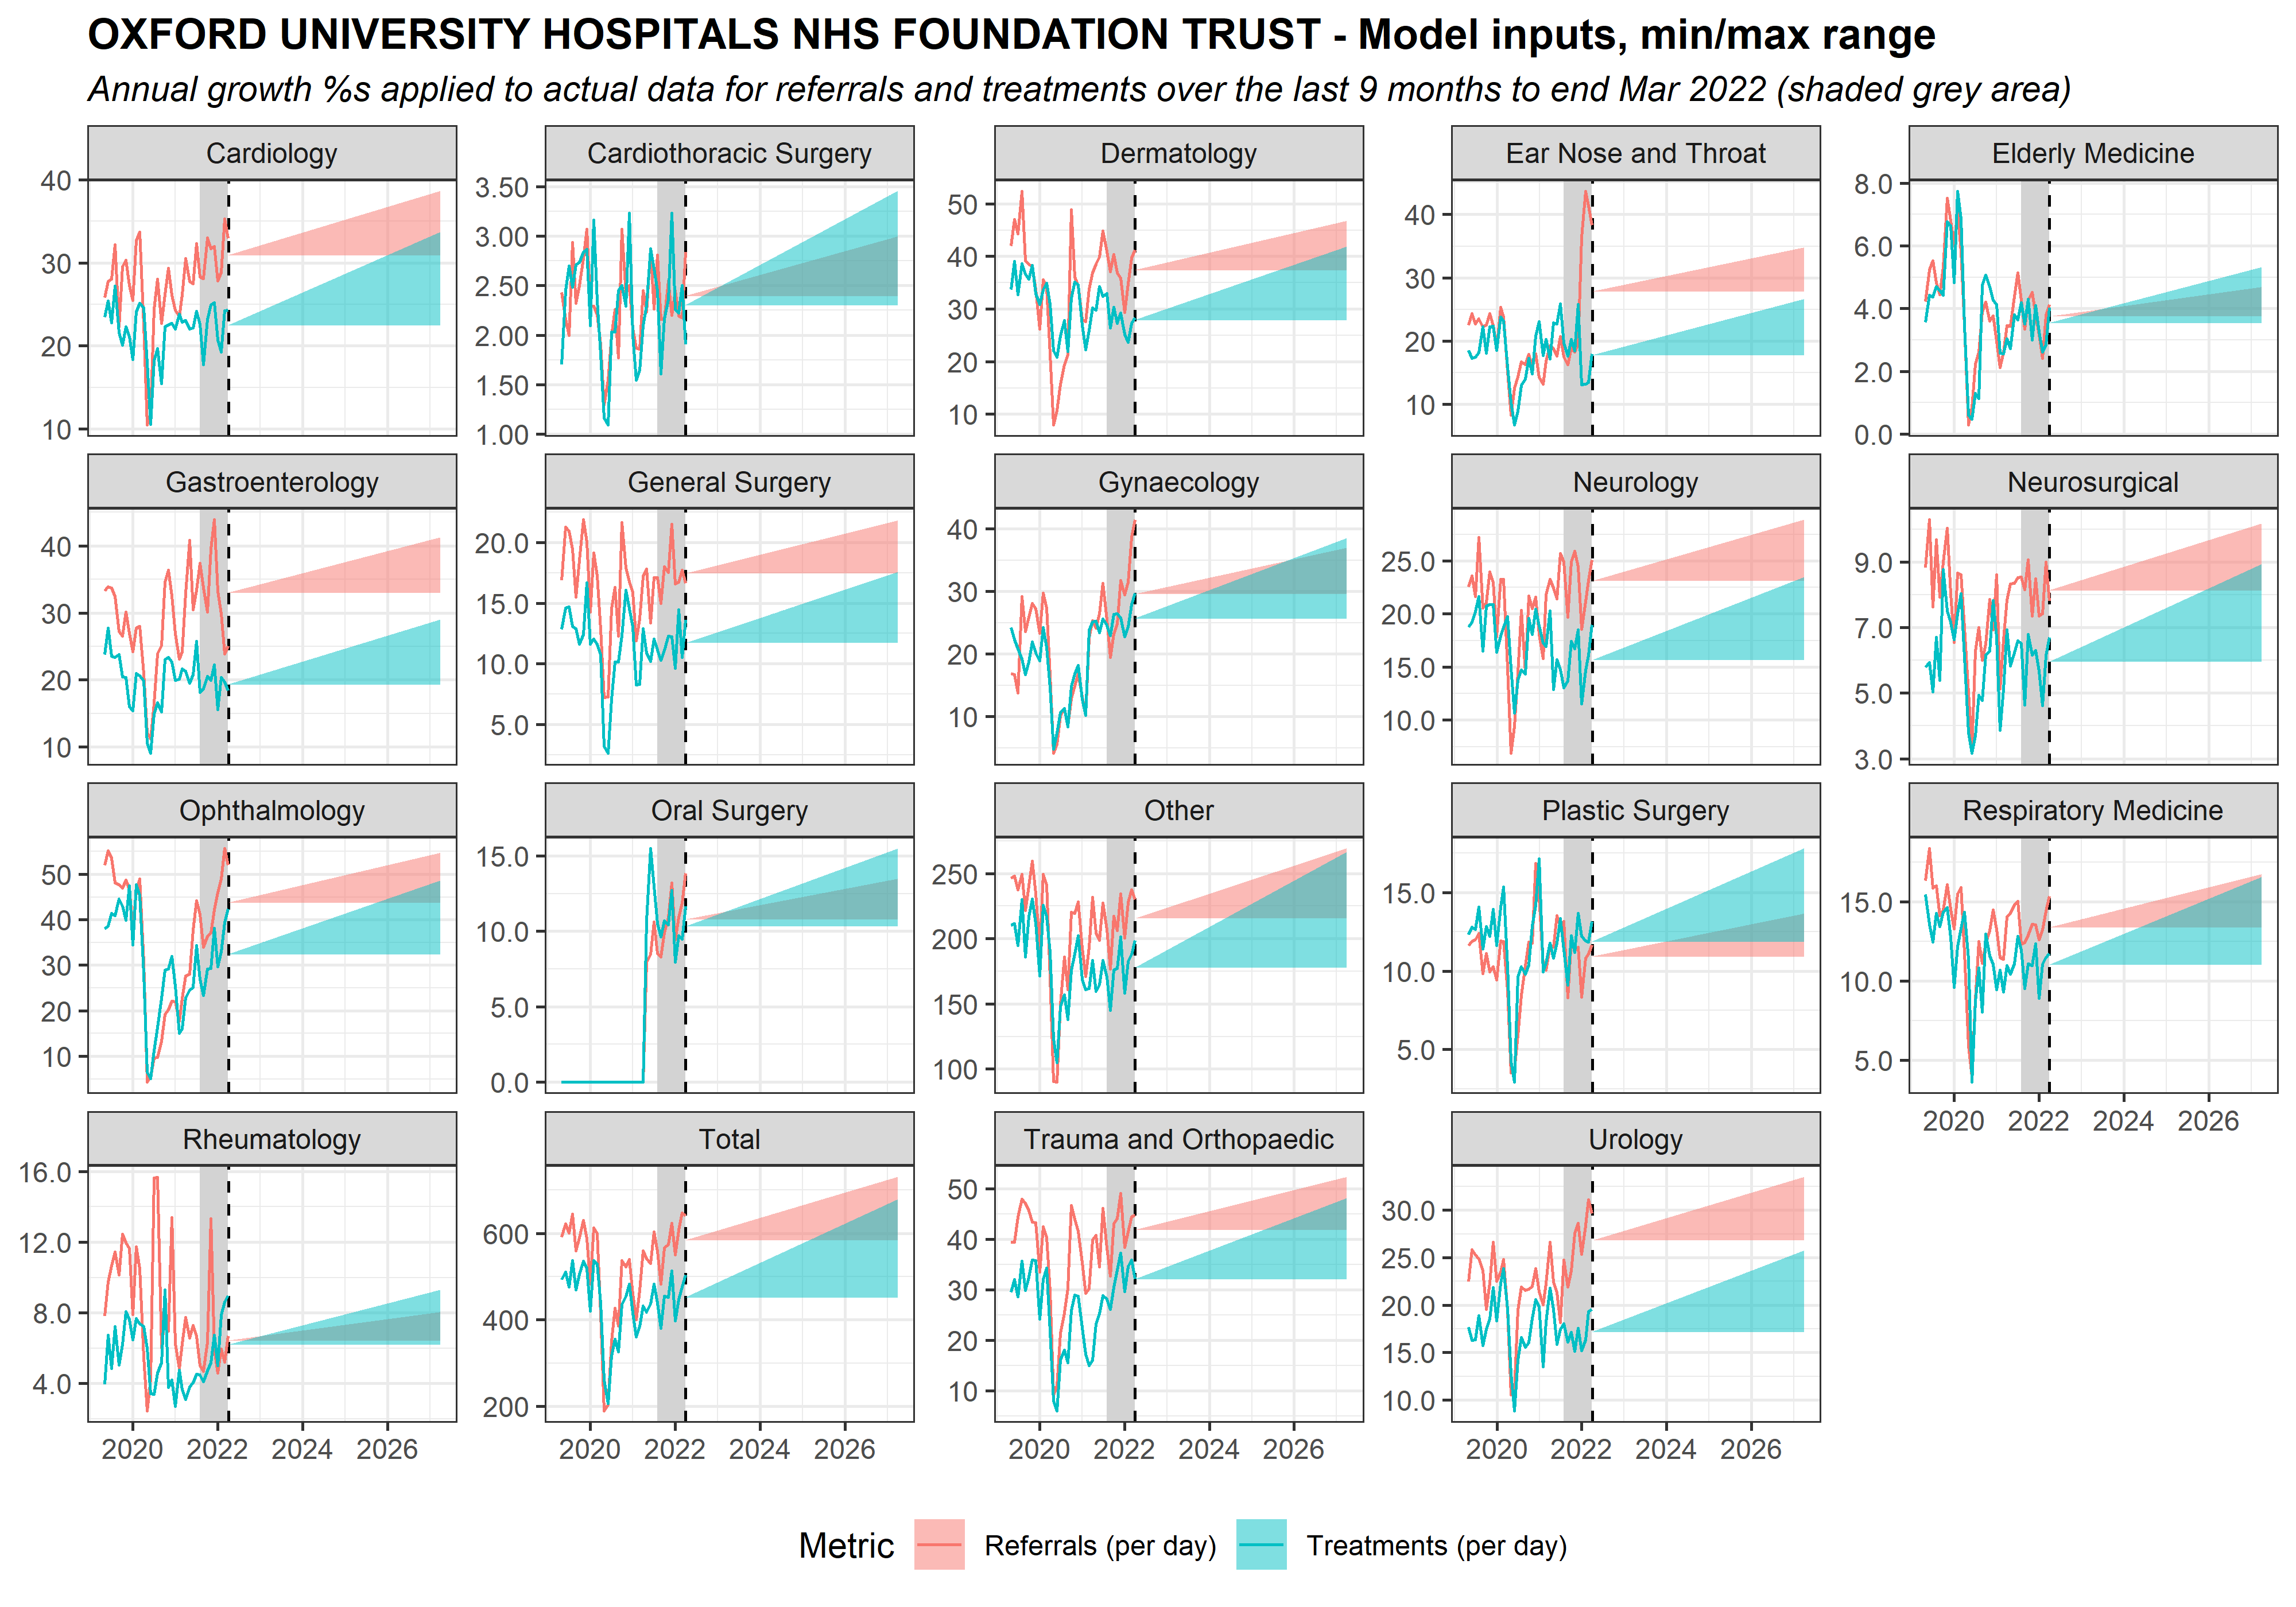 OXFORD UNIVERSITY HOSPITALS NHS FOUNDATION TRUST - Model inputs, min/max range
Annual growth %s applied to actual data for referrals and treatments over the last 9 months to end Mar 2022 (shaded grey area)
Cardiology
40
30
20
10
Cardiothoracic Surgery
3.50
3.00
2.50
2.00
1.50
1.00
Dermatology
50
40
30
20
10
Ear Nose and Throat
40
30
20
10
Elderly Medicine
8.0
6.0
4.0
2.0
0.0
Gastroenterology
40
30
20
10
General Surgery
20.0
15.0
10.0
5.0
Gynaecology
40
30
20
10
Neurology
25.0
20.0
15.0
10.0
Neurosurgical
9.0
7.0
5.0
3.0
Ophthalmology
50
40
30
20
10
Oral Surgery
15.0
10.0
5.0
0.0
Other
250
200
150
100
Plastic Surgery
15.0
10.0
5.0
Respiratory Medicine
15.0
10.0
5.0
2020 2022 2024 2026
Rheumatology
16.0
12.0
8.0
4.0
2020 2022 2024 2026
Total
600
400
200
2020 2022 2024 2026
Trauma and Orthopaedic
50
40
30
20
10
2020 2022 2024 2026
Urology
30.0
25.0
20.0
15.0
10.0
2020 2022 2024 2026
Metric Referrals (per day) Treatments (per day)